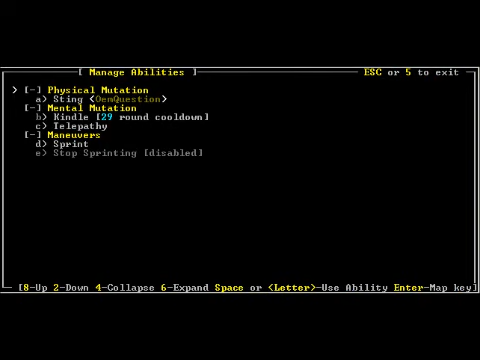 [ Manage Abilities ] ESC or 5 to exit
> [-] Physical Mutation
a) Sting <OemQuestion>
[-] Mental Mutation
b) Kindle [29 round cooldown]
c) Telepathy
[-] Maneuvers
d) Sprint
e) Stop Sprinting [disabled]
[8-Up 2-Down 4-Collapse 6-Expand Space or <Letter>-Use Ability Enter-Map key]